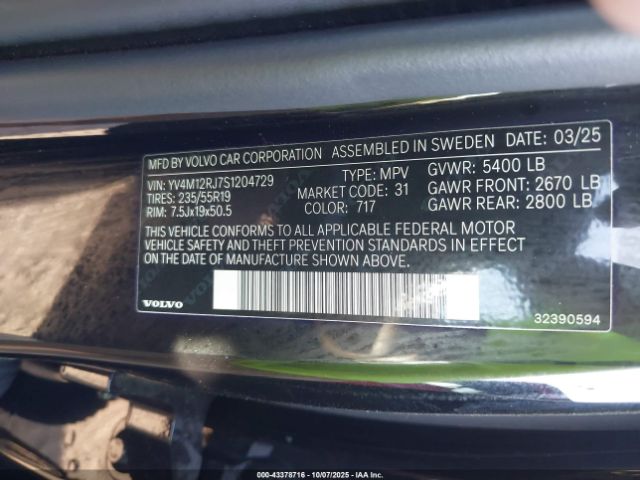 MFD BY VOLVO CAR CORPORATION ASSEMBLED IN SWEDEN DATE: 03/25
VIN: YV4M12RJ7S1204729 TYPE: MPV GVWR: 5400 LB
TIRES: 235/55R19 MARKET CODE: 31 GAWR FRONT: 2670 LB
RIM: 7.5Jx19x50.5 COLOR: 717 GAWR REAR: 2800 LB
THIS VEHICLE CONFORMS TO ALL APPLICABLE FEDERAL MOTOR
VEHICLE SAFETY AND THEFT PREVENTION STANDARDS IN EFFECT
ON DATE OF MANUFACTURE SHOWN ABOVE.
VOLVO 32390594
000-43378716 - 10/07/2025 - IAAI.CA